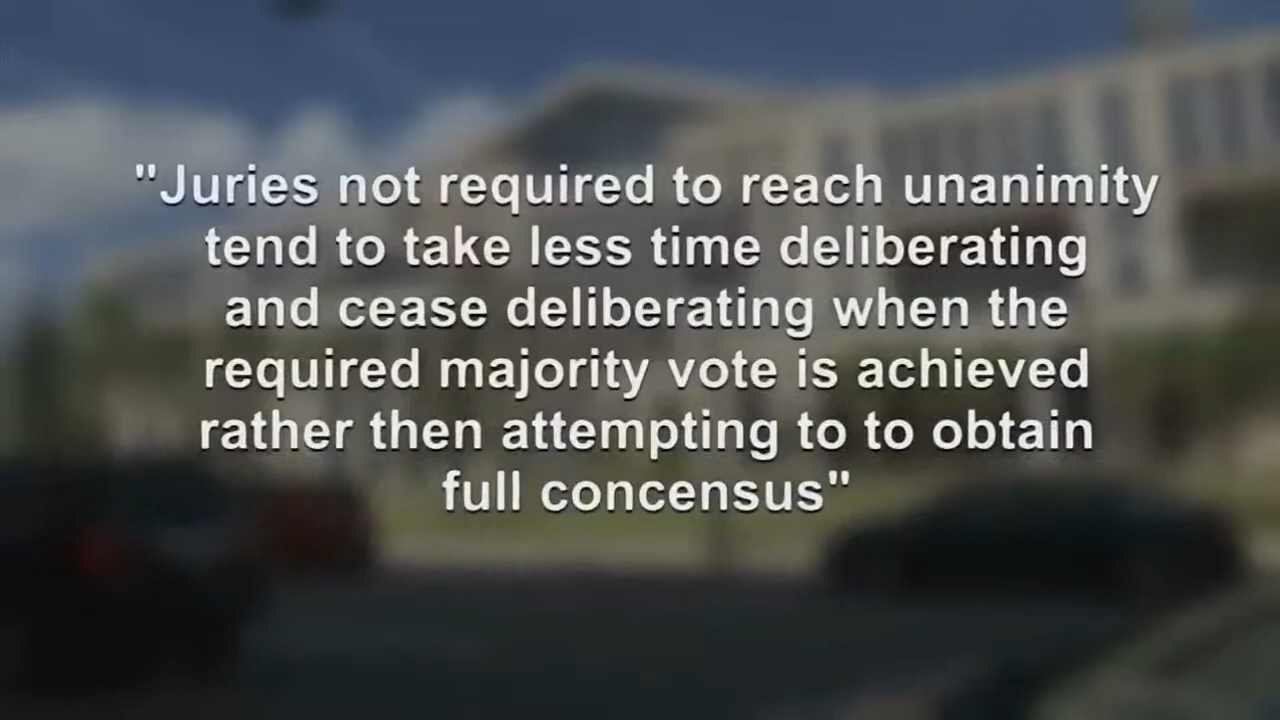 "Juries not required to reach unanimity
tend to take less time deliberating
and cease deliberating when the
required majority vote is achieved
rather then attempting to to obtain
full concensus"